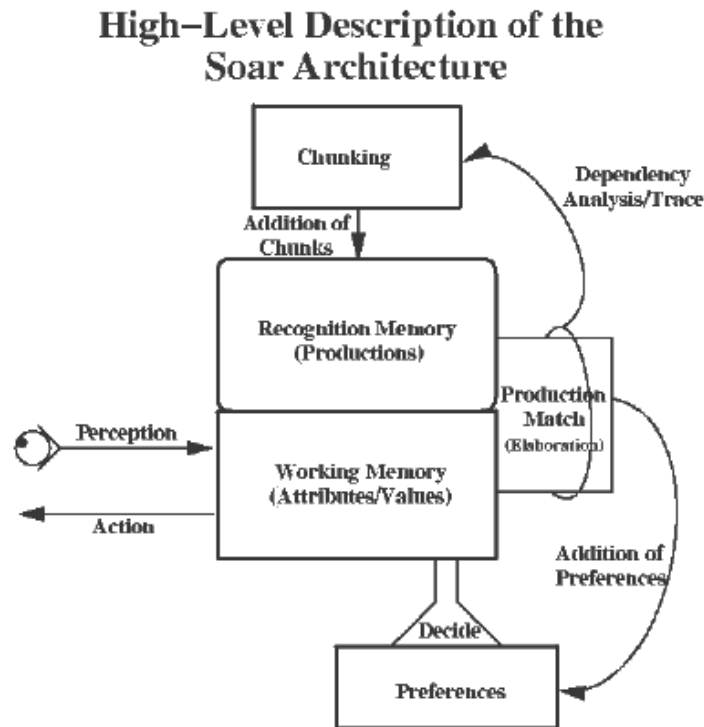 High-Level Description of the
Soar Architecture
Chunking
Dependency
Analysis/Trace
Addition of
Chunks
Recognition Memory
(Productions)
Production
Match
(Elaboration)
Perception
Working Memory
(Attributes/Values)
Action
Addition of
Preferences
Decide
Preferences